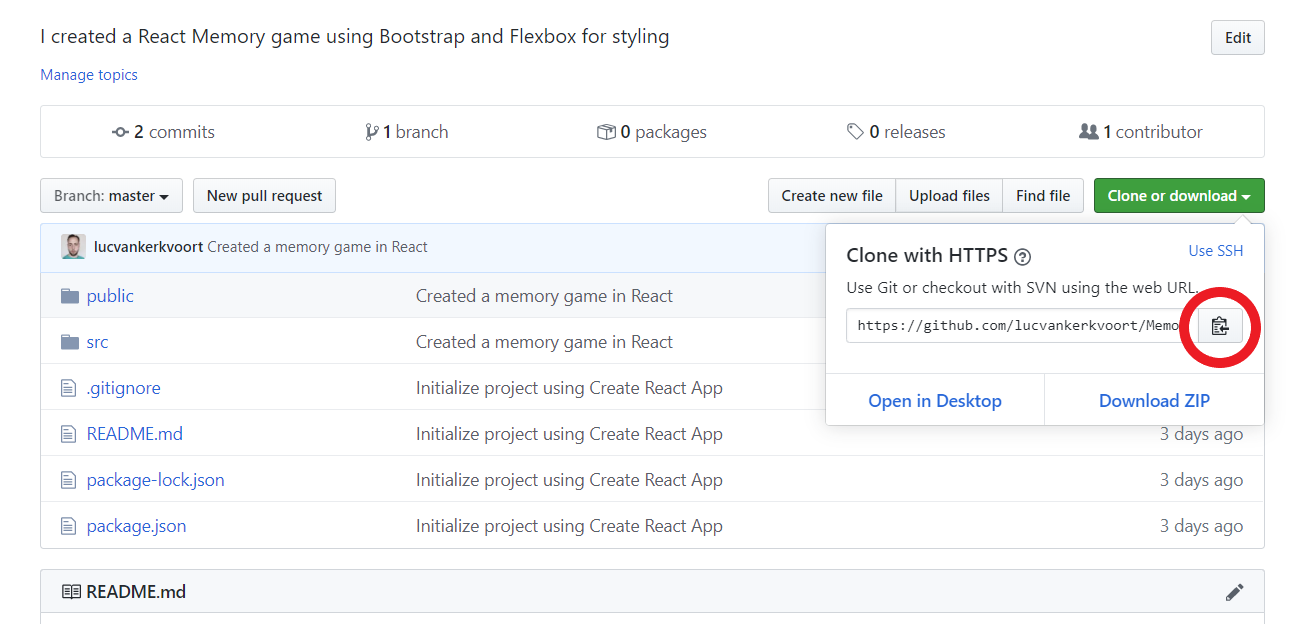 I created a React Memory game using Bootstrap and Flexbox for styling
Edit
Manage topics
2 commits 1 branch 0 packages 0 releases 1 contributor
Branch: master New pull request Create new file Upload files Find file Clone or download
lucvankerkvoort Created a memory game in React
Clone with HTTPS ? Use SSH
Use Git or checkout with SVN using the web URL.
https://github.com/lucvankerkvoort/Memo
Open in Desktop Download ZIP
public Created a memory game in React
src Created a memory game in React
.gitignore Initialize project using Create React App
README.md Initialize project using Create React App 3 days ago
package-lock.json Initialize project using Create React App 3 days ago
package.json Initialize project using Create React App 3 days ago
README.md